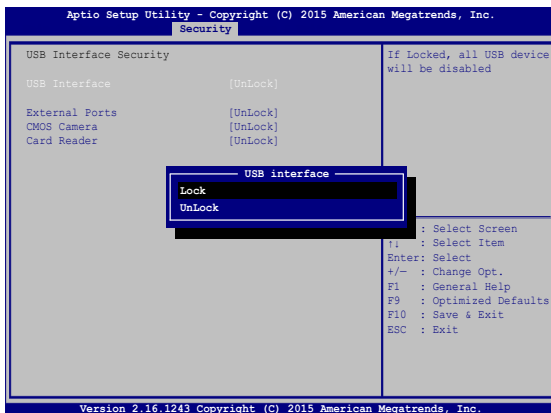 Aptio Setup Utility - Copyright (C) 2015 American Megatrends, Inc.
Security
USB Interface Security
USB Interface [UnLock]
External Ports [UnLock]
CMOS Camera [UnLock]
Card Reader [UnLock]
If Locked, all USB device
will be disabled
USB interface
Lock
UnLock
: Select Screen
↑↓ : Select Item
Enter: Select
+/— : Change Opt.
F1 : General Help
F9 : Optimized Defaults
F10 : Save & Exit
ESC : Exit
Version 2.16.1243 Copyright (C) 2015 American Megatrends, Inc.